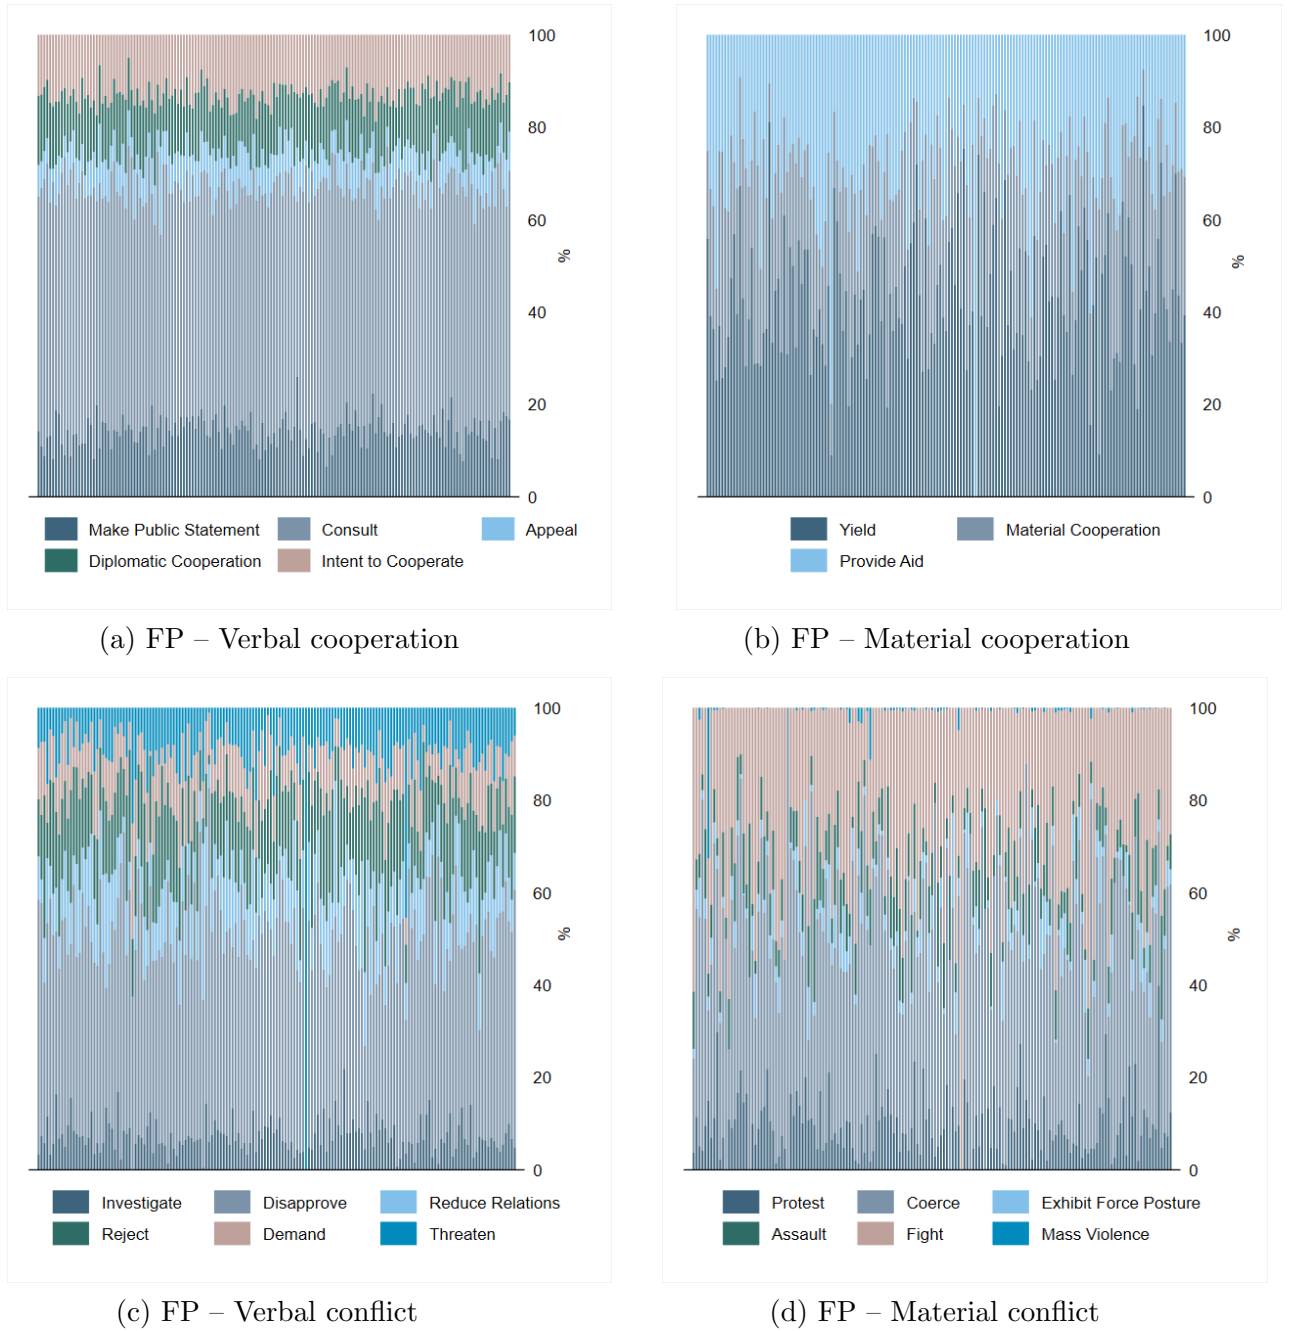 100
80
60
%
40
20
0
Make Public Statement Consult Appeal
Diplomatic Cooperation Intent to Cooperate
(a) FP – Verbal cooperation
100
80
60
%
40
20
0
Yield Material Cooperation
Provide Aid
(b) FP – Material cooperation
100
80
60
%
40
20
0
Investigate Disapprove Reduce Relations
Reject Demand Threaten
(c) FP – Verbal conflict
100
80
60
%
40
20
0
Protest Coerce Exhibit Force Posture
Assault Fight Mass Violence
(d) FP – Material conflict